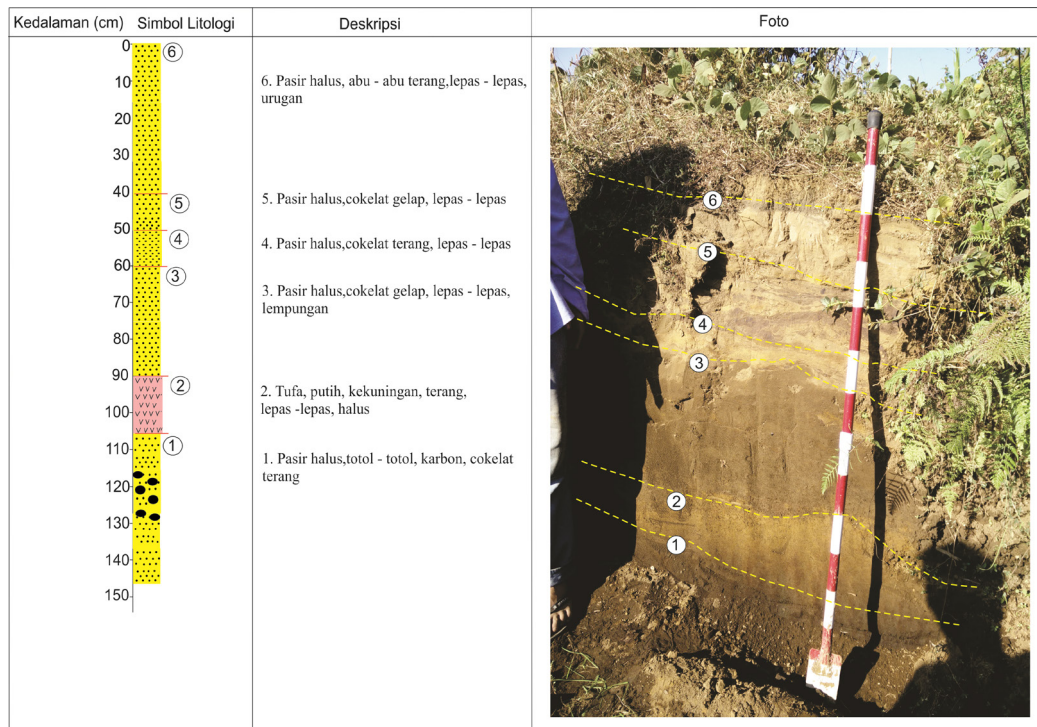 Kedalaman (cm) Simbol Litologi Deskripsi Foto
0
6
10
6. Pasir halus, abu - abu terang,lepas - lepas,
urugan
20
30
40
5
5. Pasir halus,cokelat gelap, lepas - lepas
50
4
4. Pasir halus,cokelat terang, lepas - lepas
60
3
3. Pasir halus,cokelat gelap, lepas - lepas,
lempungan
70
80
90
2
2. Tufa, putih, kekuningan, terang,
lepas -lepas, halus
100
110
1
1. Pasir halus,totol - totol, karbon, cokelat
terang
120
130
140
150
6
5
4
3
2
1